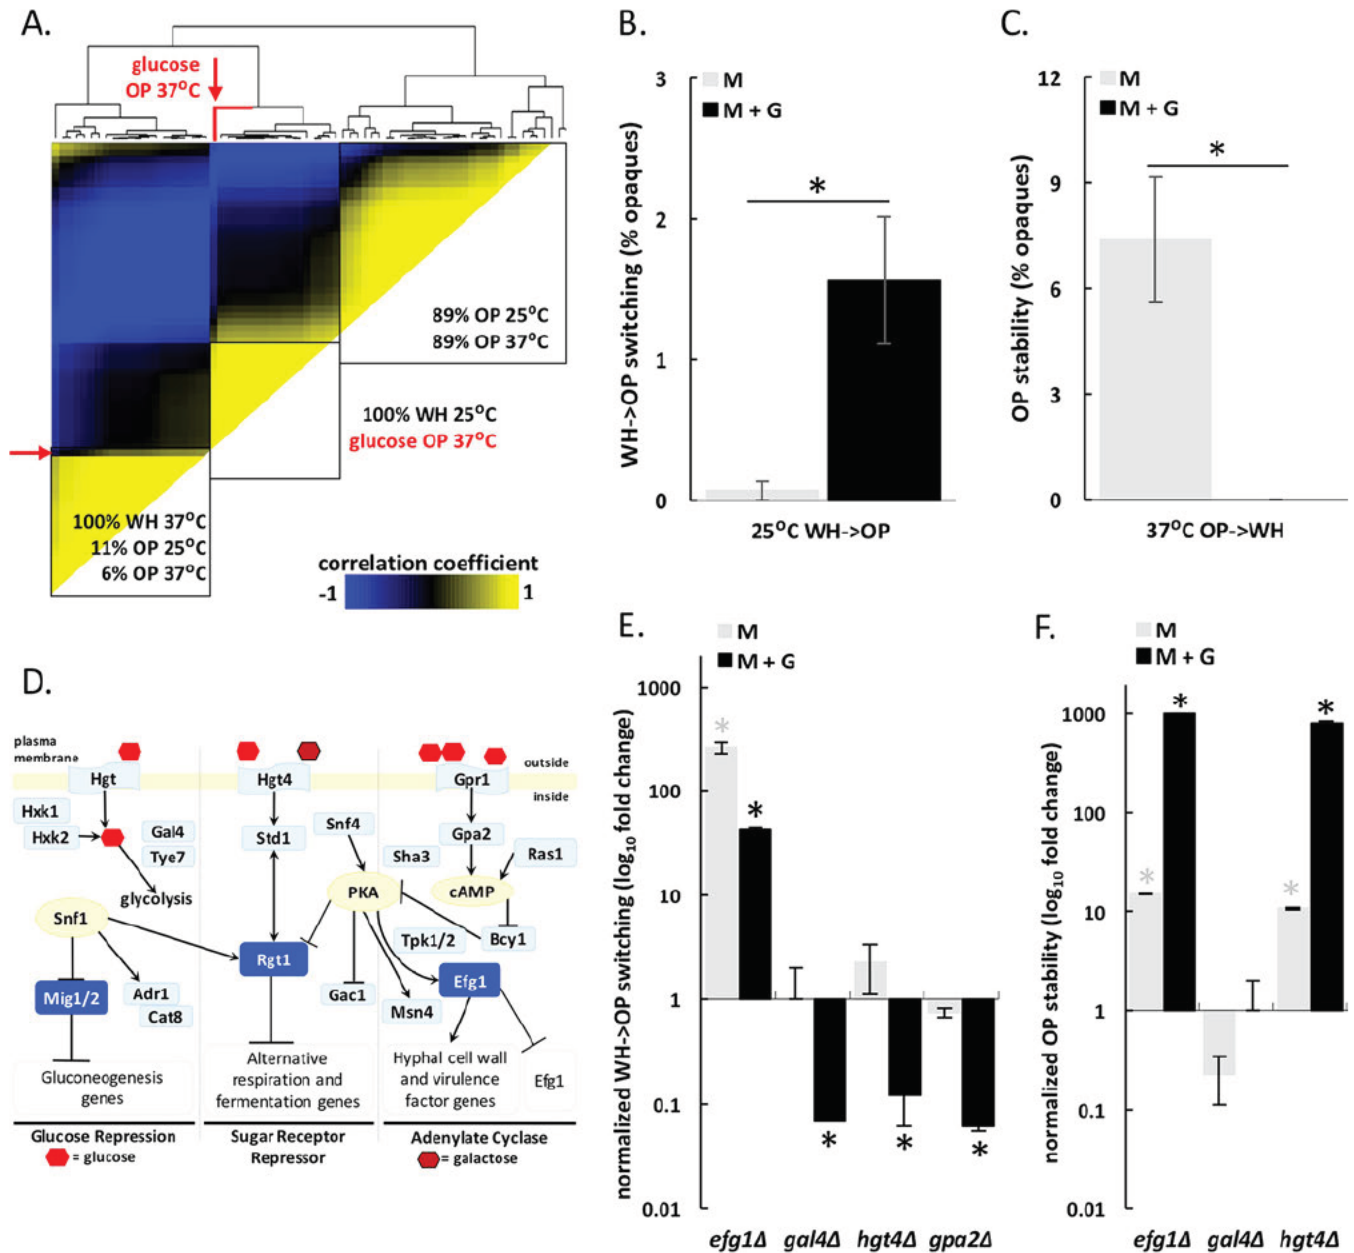 A.
glucose
OP 37°C
89% OP 25°C
89% OP 37°C
100% WH 25°C
glucose OP 37°C
100% WH 37°C
11% OP 25°C
6% OP 37°C
correlation coefficient
-1
1
B.
M
M + G
WH->OP switching (% opaques)
3
2
1
0
*
25°C WH->OP
C.
M
M + G
OP stability (% opaques)
12
9
6
3
0
*
37°C OP->WH
D.
plasma
membrane
outside
inside
Hgt
Hgt4
Gpr1
Hxk1
Hxk2
Gal4
Tye7
glycolysis
Std1
Snf4
Gpa2
Sha3
Ras1
PKA
cAMP
Snf1
Tpk1/2
Bcy1
Rgt1
Efg1
Mig1/2
Adr1
Cat8
Gac1
Msn4
Gluconeogenesis
genes
Alternative
respiration and
fermentation genes
Hyphal cell wall
and virulence
factor genes
Efg1
Glucose Repression
= glucose
Sugar Receptor
Repressor
Adenylate Cyclase
= galactose
E.
M
M + G
normalized WH->OP switching (log10 fold change)
1000
100
10
1
0.1
0.01
*
*
*
*
*
efg1Δ gal4Δ hgt4Δ gpa2Δ
F.
M
M + G
normalized OP stability (log10 fold change)
1000
100
10
1
0.1
0.01
*
*
*
*
efg1Δ gal4Δ hgt4Δ